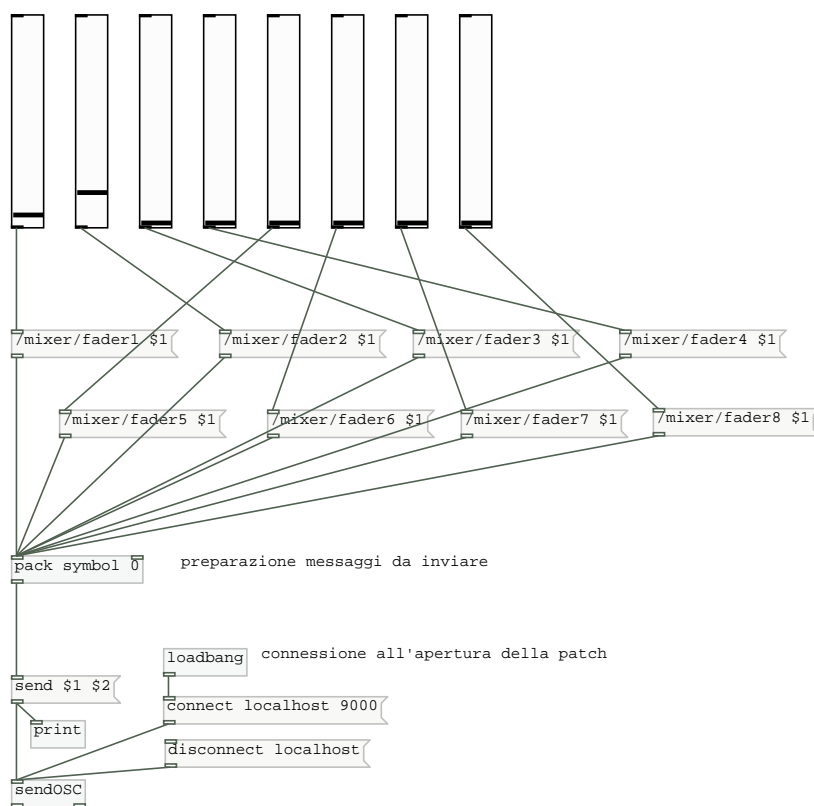 /mixer/fader1 $1
/mixer/fader2 $1
/mixer/fader3 $1
/mixer/fader4 $1
/mixer/fader5 $1
/mixer/fader6 $1
/mixer/fader7 $1
/mixer/fader8 $1
pack symbol 0
preparazione messaggi da inviare
loadbang
connessione all'apertura della patch
send $1 $2
connect localhost 9000
print
disconnect localhost
sendOSC